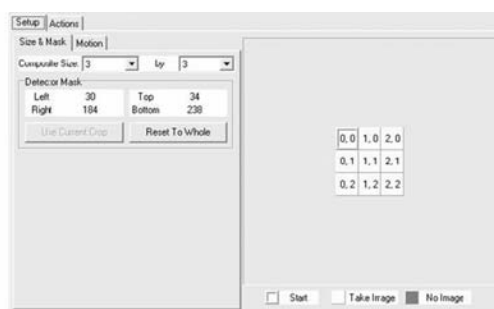 Setup Actions
Size & Mask Motion
Composite Size: 3 by 3
Detector Mask
Left 30 Top 34
Right 184 Bottom 238
Use Current Crop Reset To Whole
0, 0 1, 0 2, 0
0, 1 1, 1 2, 1
0, 2 1, 2 2, 2
Start Take Image No Image